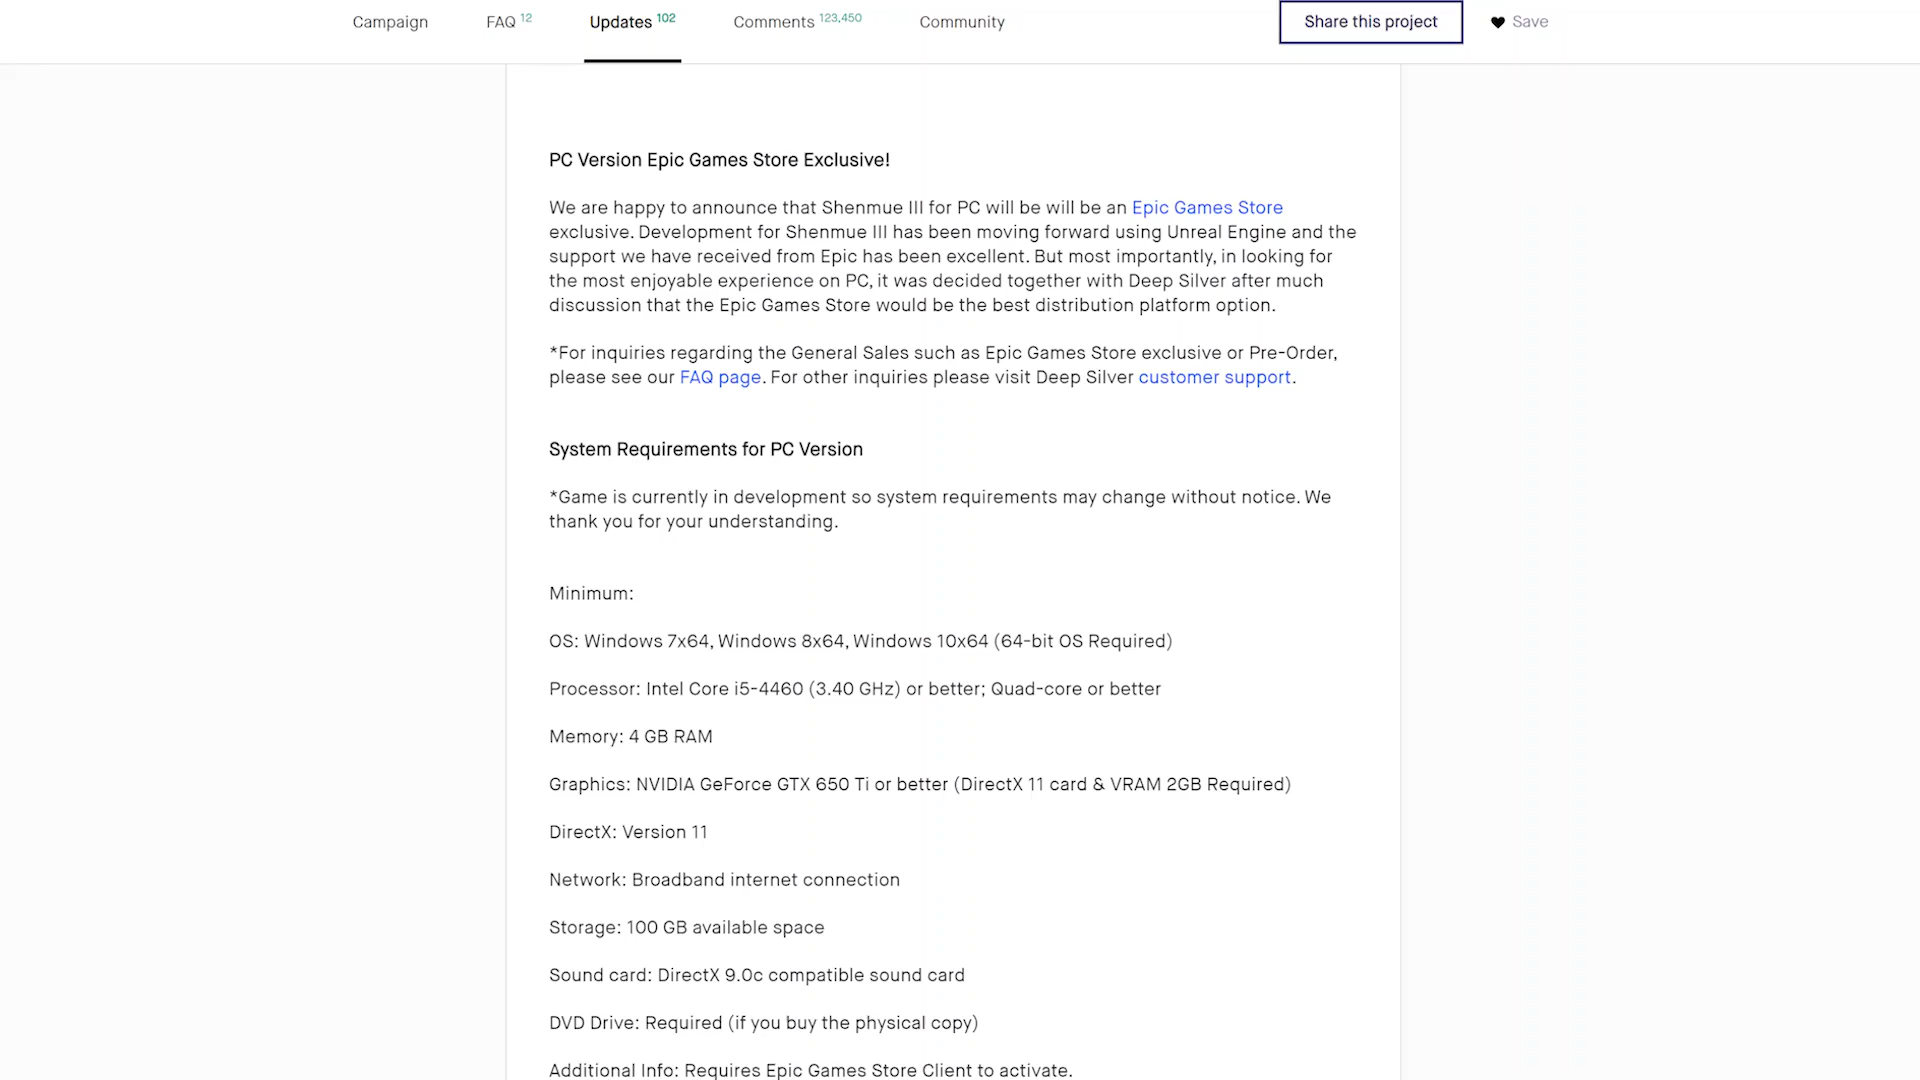 Campaign
FAQ 12
Updates 102
Comments 123,450
Community
Share this project
Save
PC Version Epic Games Store Exclusive!
We are happy to announce that Shenmue III for PC will be will be an Epic Games Store
exclusive. Development for Shenmue III has been moving forward using Unreal Engine and the
support we have received from Epic has been excellent. But most importantly, in looking for
the most enjoyable experience on PC, it was decided together with Deep Silver after much
discussion that the Epic Games Store would be the best distribution platform option.
*For inquiries regarding the General Sales such as Epic Games Store exclusive or Pre-Order,
please see our FAQ page. For other inquiries please visit Deep Silver customer support.
System Requirements for PC Version
*Game is currently in development so system requirements may change without notice. We
thank you for your understanding.
Minimum:
OS: Windows 7x64, Windows 8x64, Windows 10x64 (64-bit OS Required)
Processor: Intel Core i5-4460 (3.40 GHz) or better; Quad-core or better
Memory: 4 GB RAM
Graphics: NVIDIA GeForce GTX 650 Ti or better (DirectX 11 card & VRAM 2GB Required)
DirectX: Version 11
Network: Broadband internet connection
Storage: 100 GB available space
Sound card: DirectX 9.0c compatible sound card
DVD Drive: Required (if you buy the physical copy)
Additional Info: Requires Epic Games Store Client to activate.